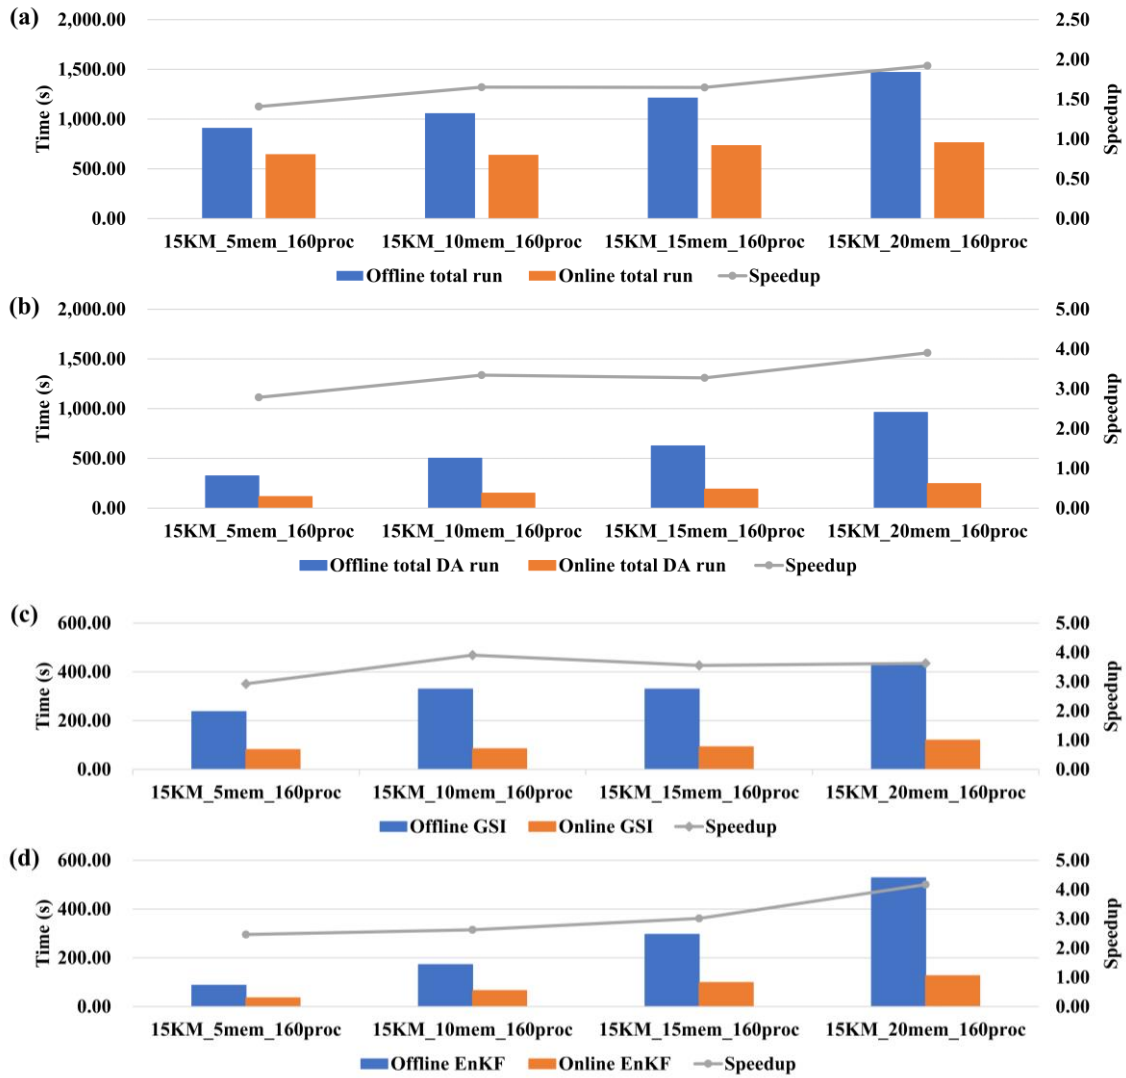 (a)
2,000.00 2.50
1,500.00 2.00
1,000.00 1.50
500.00 1.00
0.00 0.50
0.00
Time (s)
Speedup
15KM_5mem_160proc 15KM_10mem_160proc 15KM_15mem_160proc 15KM_20mem_160proc
Offline total run Online total run Speedup
(b)
2,000.00 5.00
1,500.00 4.00
1,000.00 3.00
500.00 2.00
0.00 1.00
0.00
Time (s)
Speedup
15KM_5mem_160proc 15KM_10mem_160proc 15KM_15mem_160proc 15KM_20mem_160proc
Offline total DA run Online total DA run Speedup
(c)
600.00 5.00
400.00 4.00
200.00 3.00
0.00 2.00
1.00
0.00
Time (s)
Speedup
15KM_5mem_160proc 15KM_10mem_160proc 15KM_15mem_160proc 15KM_20mem_160proc
Offline GSI Online GSI Speedup
(d)
600.00 5.00
400.00 4.00
200.00 3.00
0.00 2.00
1.00
0.00
Time (s)
Speedup
15KM_5mem_160proc 15KM_10mem_160proc 15KM_15mem_160proc 15KM_20mem_160proc
Offline EnKF Online EnKF Speedup